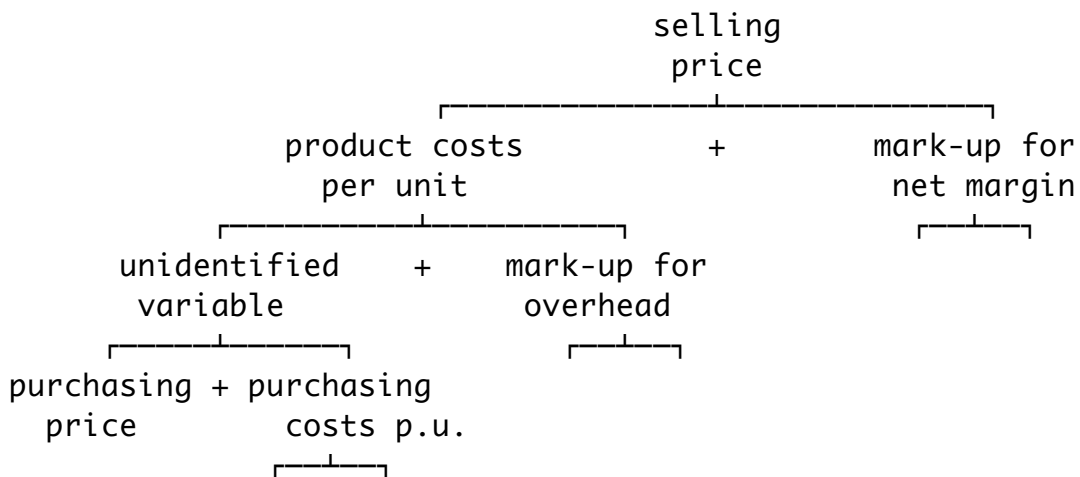 selling
price
product costs + mark-up for
per unit net margin
unidentified + mark-up for
variable overhead
purchasing + purchasing
price costs p.u.